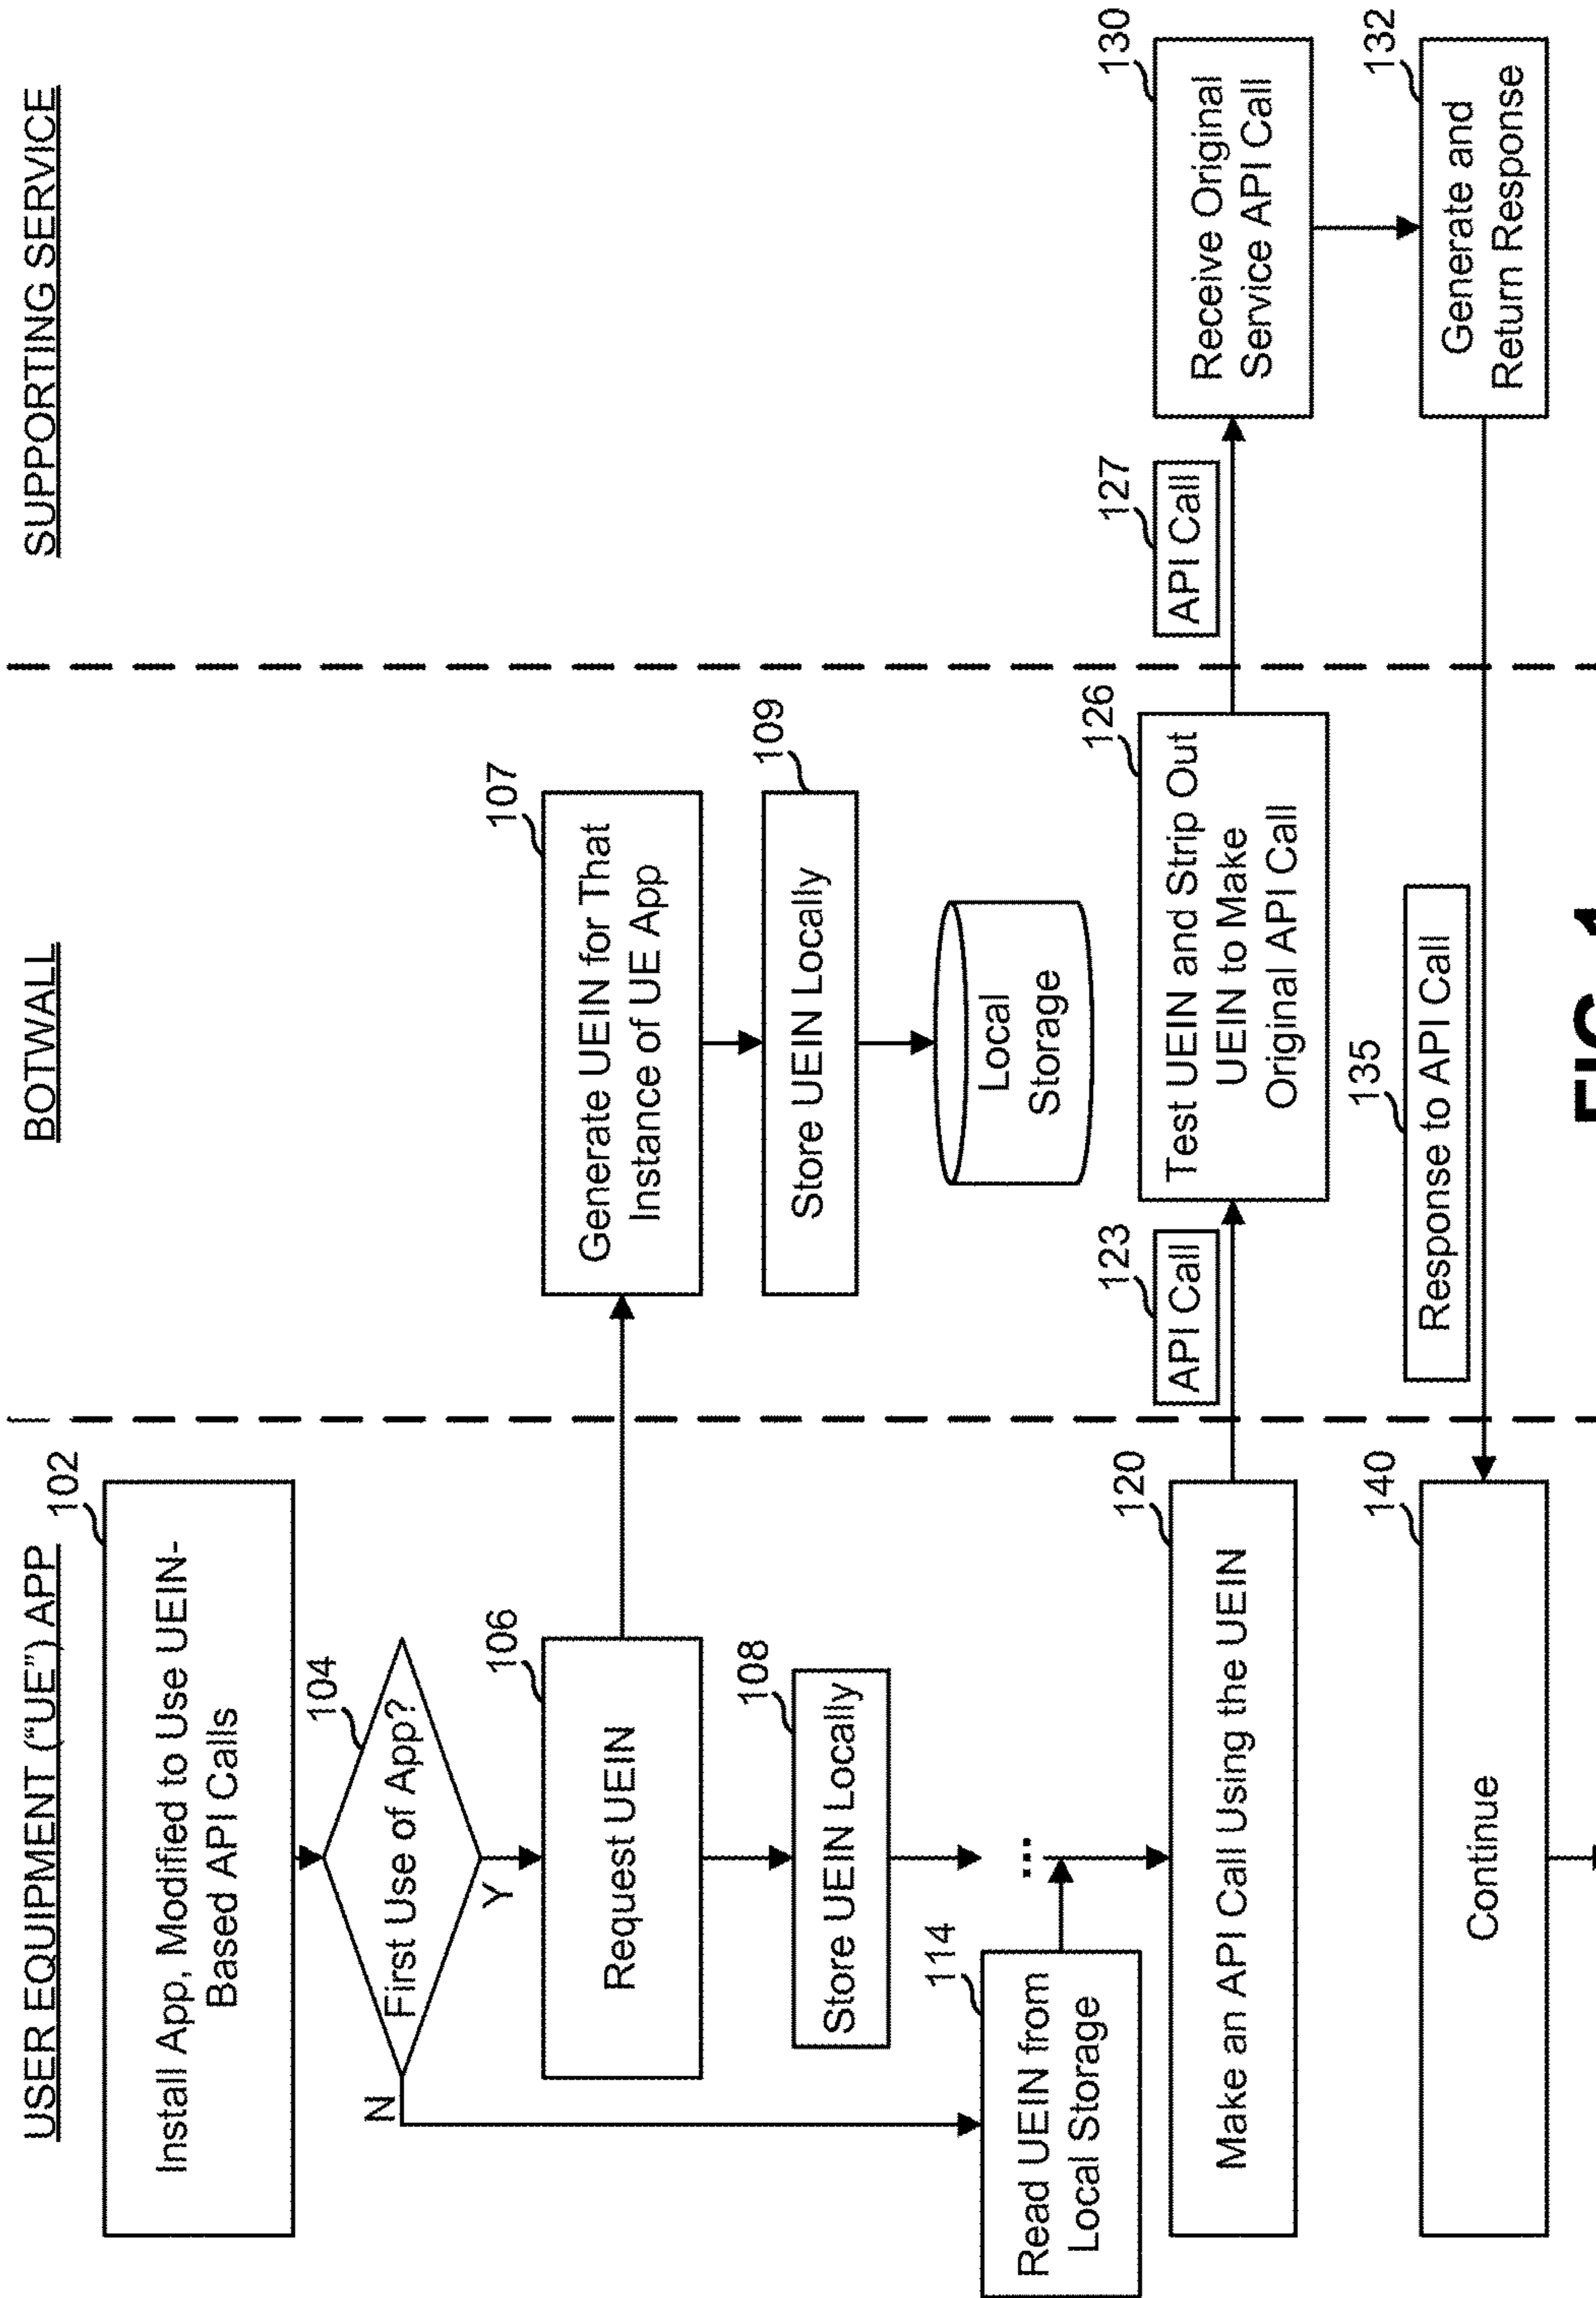 USER EQUIPMENT (“UE”) APP
BOTWALL
SUPPORTING SERVICE
102
Install App, Modified to Use UEIN-
Based API Calls
104
First Use of App?
N
Y
106
Request UEIN
107
Generate UEIN for That
Instance of UE App
108
Store UEIN Locally
109
Store UEIN Locally
Local
Storage
114
Read UEIN from
Local Storage
...
120
Make an API Call Using the UEIN
123
API Call
126
Test UEIN and Strip Out
UEIN to Make
Original API Call
127
API Call
130
Receive Original
Service API Call
132
Generate and
Return Response
135
Response to API Call
140
Continue